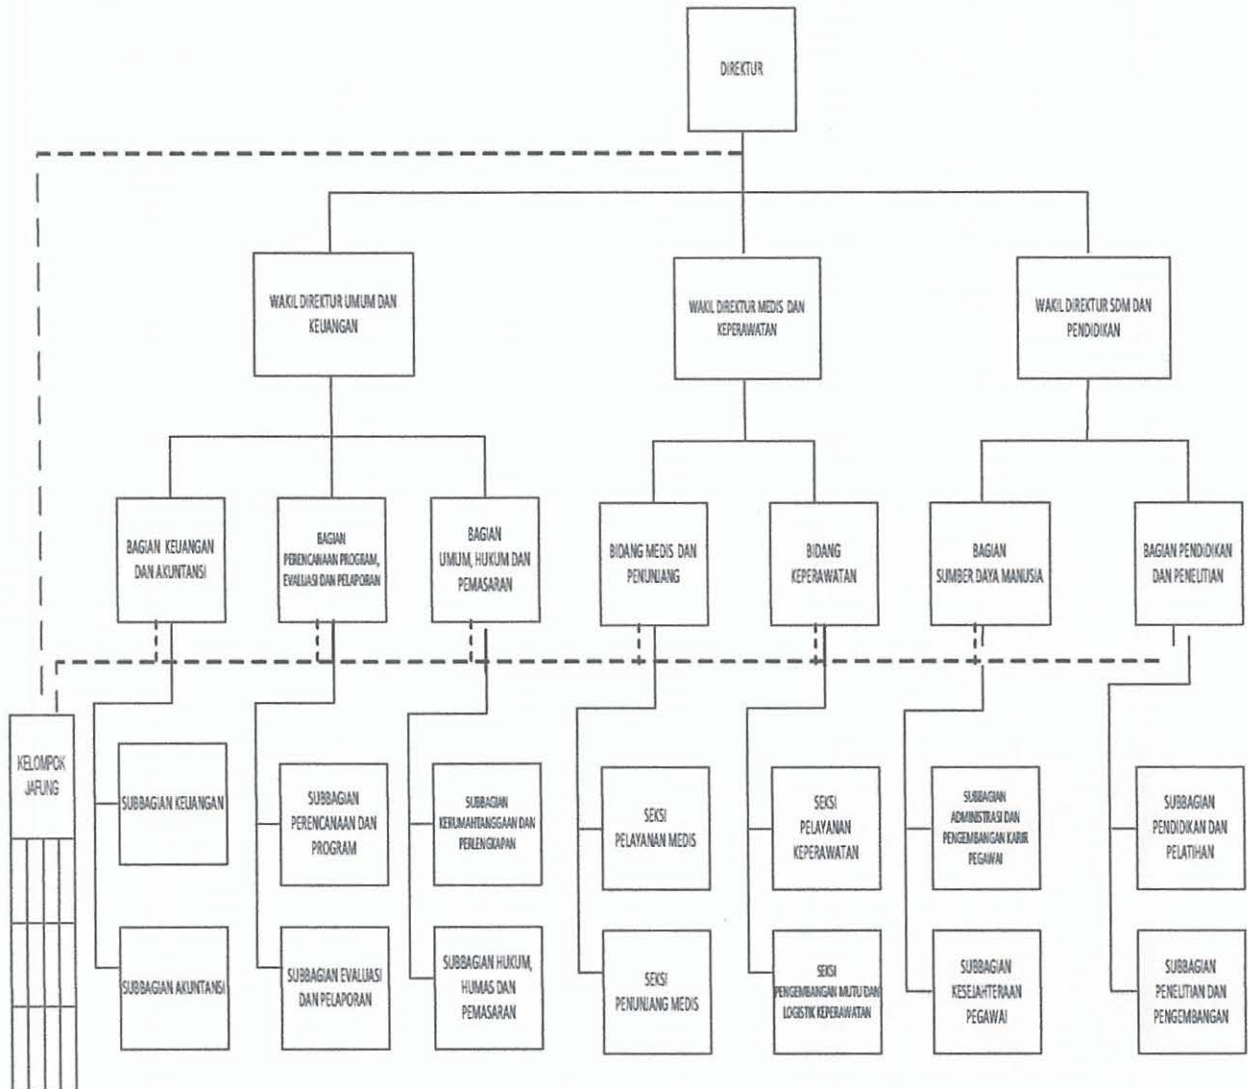 DIREKTUR
WAKIL DIREKTUR UMUM DAN
KEUANGAN
WAKIL DIREKTUR MEDIS DAN
KEPERAWATAN
WAKIL DIREKTUR SDM DAN
PENDIDIKAN
BAGIAN KEUANGAN
DAN AKUNTANSI
BAGIAN
PERENCANAAN PROGRAM,
EVALUASI DAN PELAPORAN
BAGIAN
UMUM, HUKUM DAN
PEMASARAN
BIDANG MEDIS DAN
PENUNJANG
BIDANG
KEPERAWATAN
BAGIAN
SUMBER DAYA MANUSIA
BAGIAN PENDIDIKAN
DAN PENELITIAN
KELOMPOK
JAFUNG
SUBBAGIAN KEUANGAN
SUBBAGIAN
PERENCANAAN DAN
PROGRAM
SUBBAGIAN
KERUMAHTANGGAAN DAN
PERLENGKAPAN
SEKSI
PELAYANAN MEDIS
SEKSI
PELAYANAN
KEPERAWATAN
SUBBAGIAN
ADMINISTRASI DAN
PENGEMBANGAN KARIR
PEGAWAI
SUBBAGIAN
PENDIDIKAN DAN
PELATIHAN
SUBBAGIAN AKUNTANSI
SUBBAGIAN EVALUASI
DAN PELAPORAN
SUBBAGIAN HUKUM,
HUMAS DAN
PEMASARAN
SEKSI
PENUNJANG MEDIS
SEKSI
PENGEMBANGAN MUTU DAN
LOGISTIK KEPERAWATAN
SUBBAGIAN
KESEJAHTERAAN
PEGAWAI
SUBBAGIAN
PENELITIAN DAN
PENGEMBANGAN